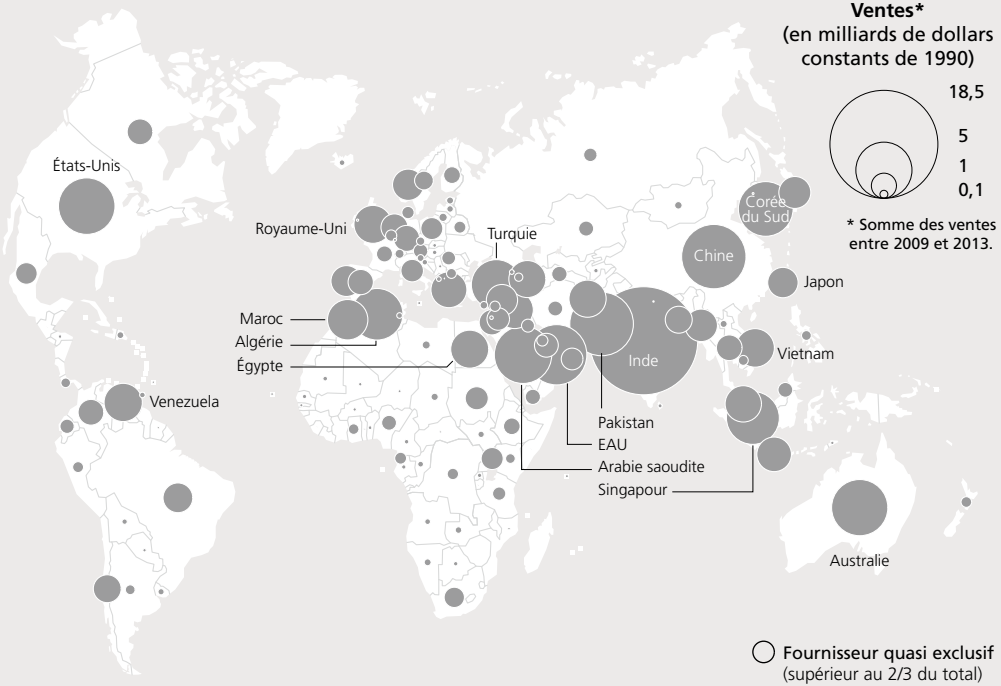 Ventes*
(en milliards de dollars
constants de 1990)
18,5
5
1
0,1
* Somme des ventes
entre 2009 et 2013.
États-Unis
Royaume-Uni
Turquie
Corée
du Sud
Chine
Japon
Maroc
Algérie
Égypte
Inde
Vietnam
Venezuela
Pakistan
EAU
Arabie saoudite
Singapour
Australie
Fournisseur quasi exclusif
(supérieur au 2/3 du total)